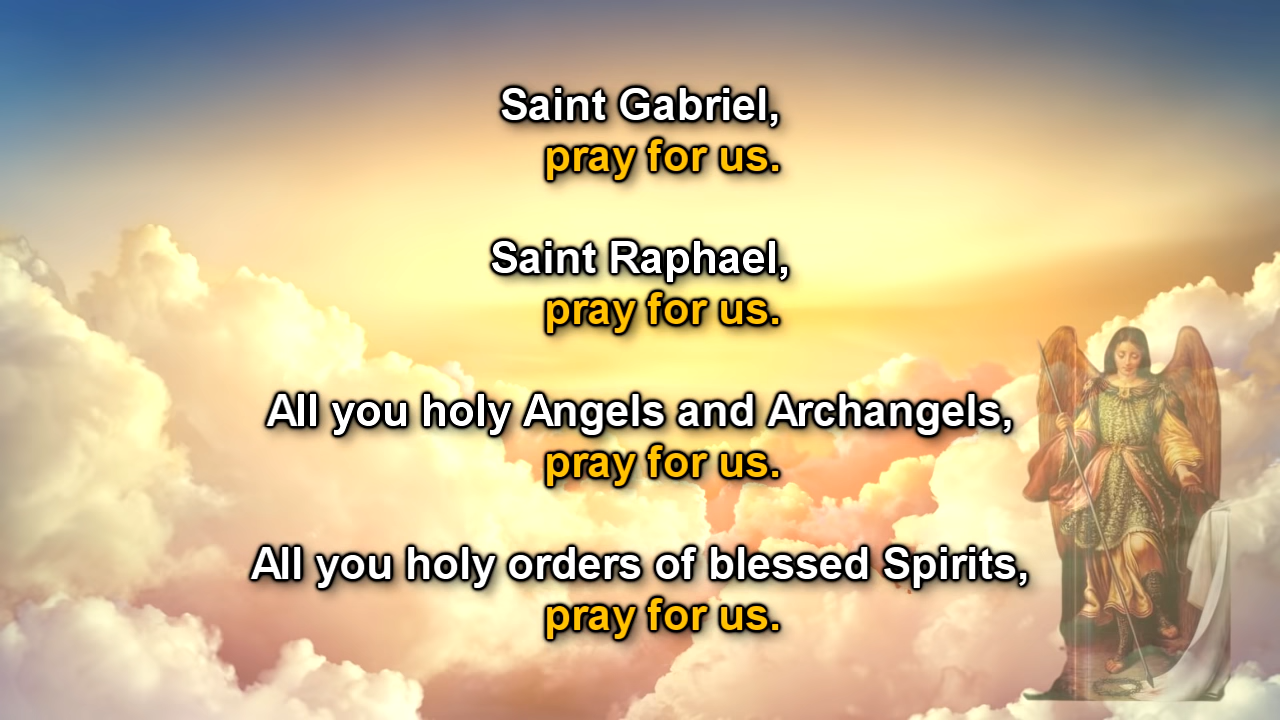 Saint Gabriel,
pray for us.
Saint Raphael,
pray for us.
All you holy Angels and Archangels,
pray for us.
All you holy orders of blessed Spirits,
pray for us.